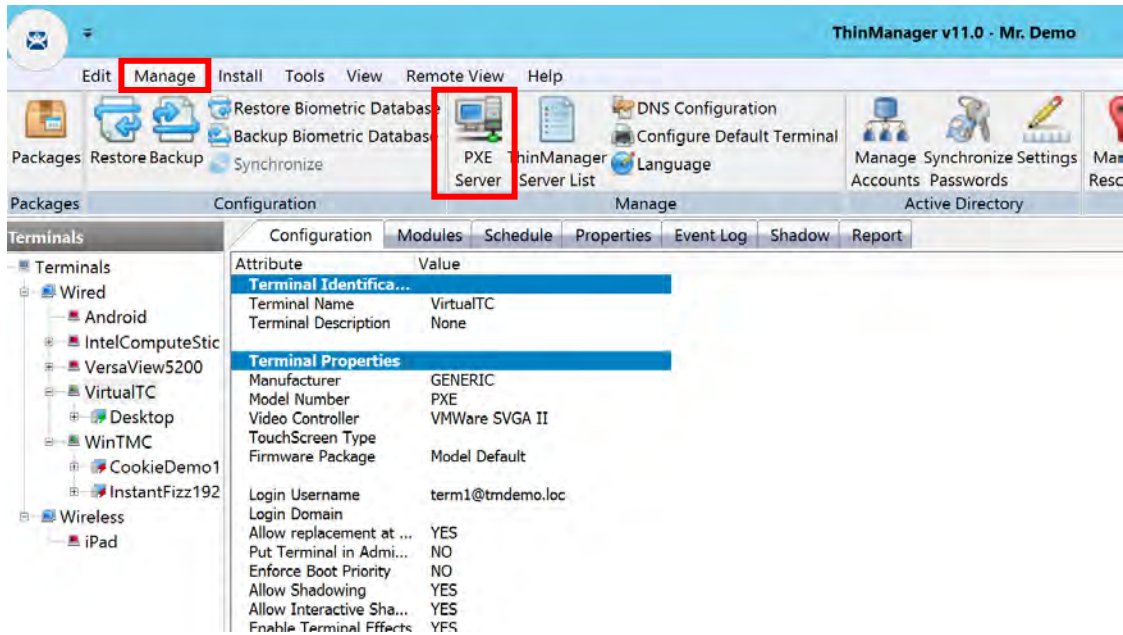 ThinManager v11.0 - Mr. Demo
Edit Manage Install Tools View Remote View Help
Restore Biometric Database
DNS Configuration
Backup Biometric Database
Configure Default Terminal
Packages Restore Backup
Synchronize
PXE Server
ThinManager Server List
Language
Manage Accounts
Synchronize Passwords
Settings
Packages
Configuration
Manage
Active Directory
Terminals
Configuration Modules Schedule Properties Event Log Shadow Report
Terminals
Wired
Android
IntelComputeStic
VersaView5200
VirtualTC
Desktop
WinTMC
CookieDemo1
InstantFizz192
Wireless
iPad
Attribute Value
Terminal Identifica...
Terminal Name VirtualTC
Terminal Description None
Terminal Properties
Manufacturer GENERIC
Model Number PXE
Video Controller VMWare SVGA II
TouchScreen Type
Firmware Package Model Default
Login Username term1@tmdemo.loc
Login Domain
Allow replacement at ... YES
Put Terminal in Admi... NO
Enforce Boot Priority NO
Allow Shadowing YES
Allow Interactive Sha... YES
Enable Terminal Effects YES